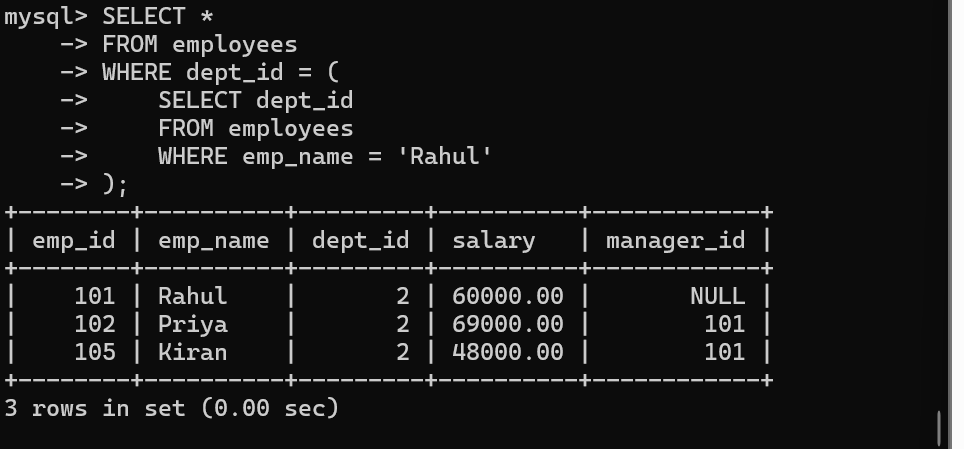 mysql> SELECT *
    -> FROM employees
    -> WHERE dept_id = (
    ->     SELECT dept_id
    ->     FROM employees
    ->     WHERE emp_name = 'Rahul'
    -> );
+--------+----------+---------+----------+------------+
| emp_id | emp_name | dept_id | salary   | manager_id |
+--------+----------+---------+----------+------------+
|    101 | Rahul    |       2 | 60000.00 |       NULL |
|    102 | Priya    |       2 | 69000.00 |        101 |
|    105 | Kiran    |       2 | 48000.00 |        101 |
+--------+----------+---------+----------+------------+
3 rows in set (0.00 sec)